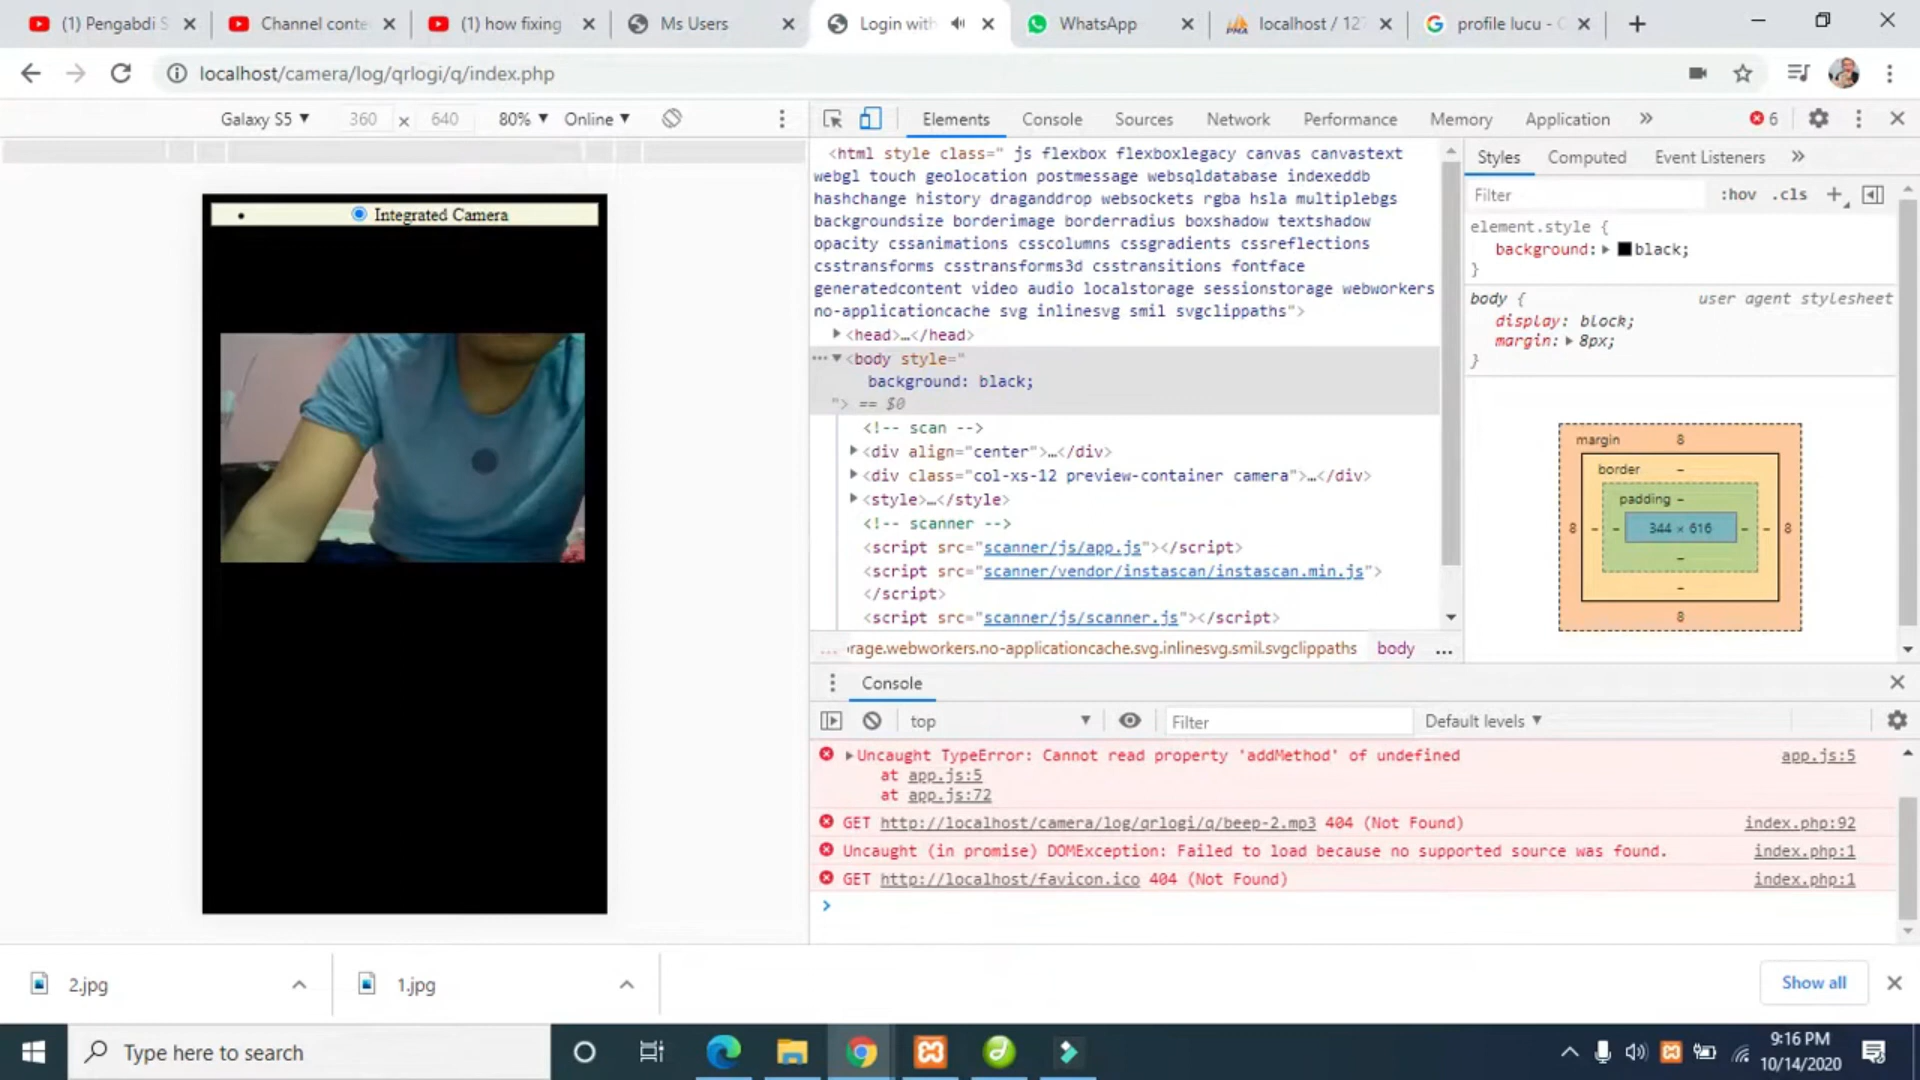 (1) Pengabdi S
Channel conte
(1) how fixing
Ms Users
Login with
WhatsApp
localhost / 127
profile lucu - G
localhost/camera/log/qrlogi/q/index.php
Galaxy S5 ▼ 360 × 640 80% ▼ Online ▼
Elements Console Sources Network Performance Memory Application » 6
• Integrated Camera
<html style class=" js flexbox flexboxlegacy canvas canvastext
webgl touch geolocation postmessage websqldatabase indexeddb
hashchange history draganddrop websockets rgba hsla multiplebgs
backgroundsize borderimage borderradius boxshadow textshadow
opacity cssanimations csscolumns cssgradients cssreflections
csstransforms csstransforms3d csstransitions fontface
generatedcontent video audio localstorage sessionstorage webworkers
no-applicationcache svg inlinesvg smil svgclippaths">
<head>…</head>
<body style="
background: black;
"> == $0
<!-- scan -->
<div align="center">…</div>
<div class="col-xs-12 preview-container camera">…</div>
<style>…</style>
<!-- scanner -->
<script src="scanner/js/app.js"></script>
<script src="scanner/vendor/instascan/instascan.min.js">
</script>
<script src="scanner/js/scanner.js"></script>
... rage.webworkers.no-applicationcache.svg.inlinesvg.smil.svgclippaths body ...
Styles Computed Event Listeners »
Filter :hov .cls +
element.style {
background: black;
}
body { user agent stylesheet
display: block;
margin: 8px;
}
margin 8
border –
padding –
8 – – 344 × 616 – – 8
–
–
8
Console
top ▼ Filter Default levels ▼
Uncaught TypeError: Cannot read property 'addMethod' of undefined app.js:5
at app.js:5
at app.js:72
GET http://localhost/camera/log/qrlogi/q/beep-2.mp3 404 (Not Found) index.php:92
Uncaught (in promise) DOMException: Failed to load because no supported source was found. index.php:1
GET http://localhost/favicon.ico 404 (Not Found) index.php:1
2.jpg
1.jpg
Show all
Type here to search
9:16 PM
10/14/2020